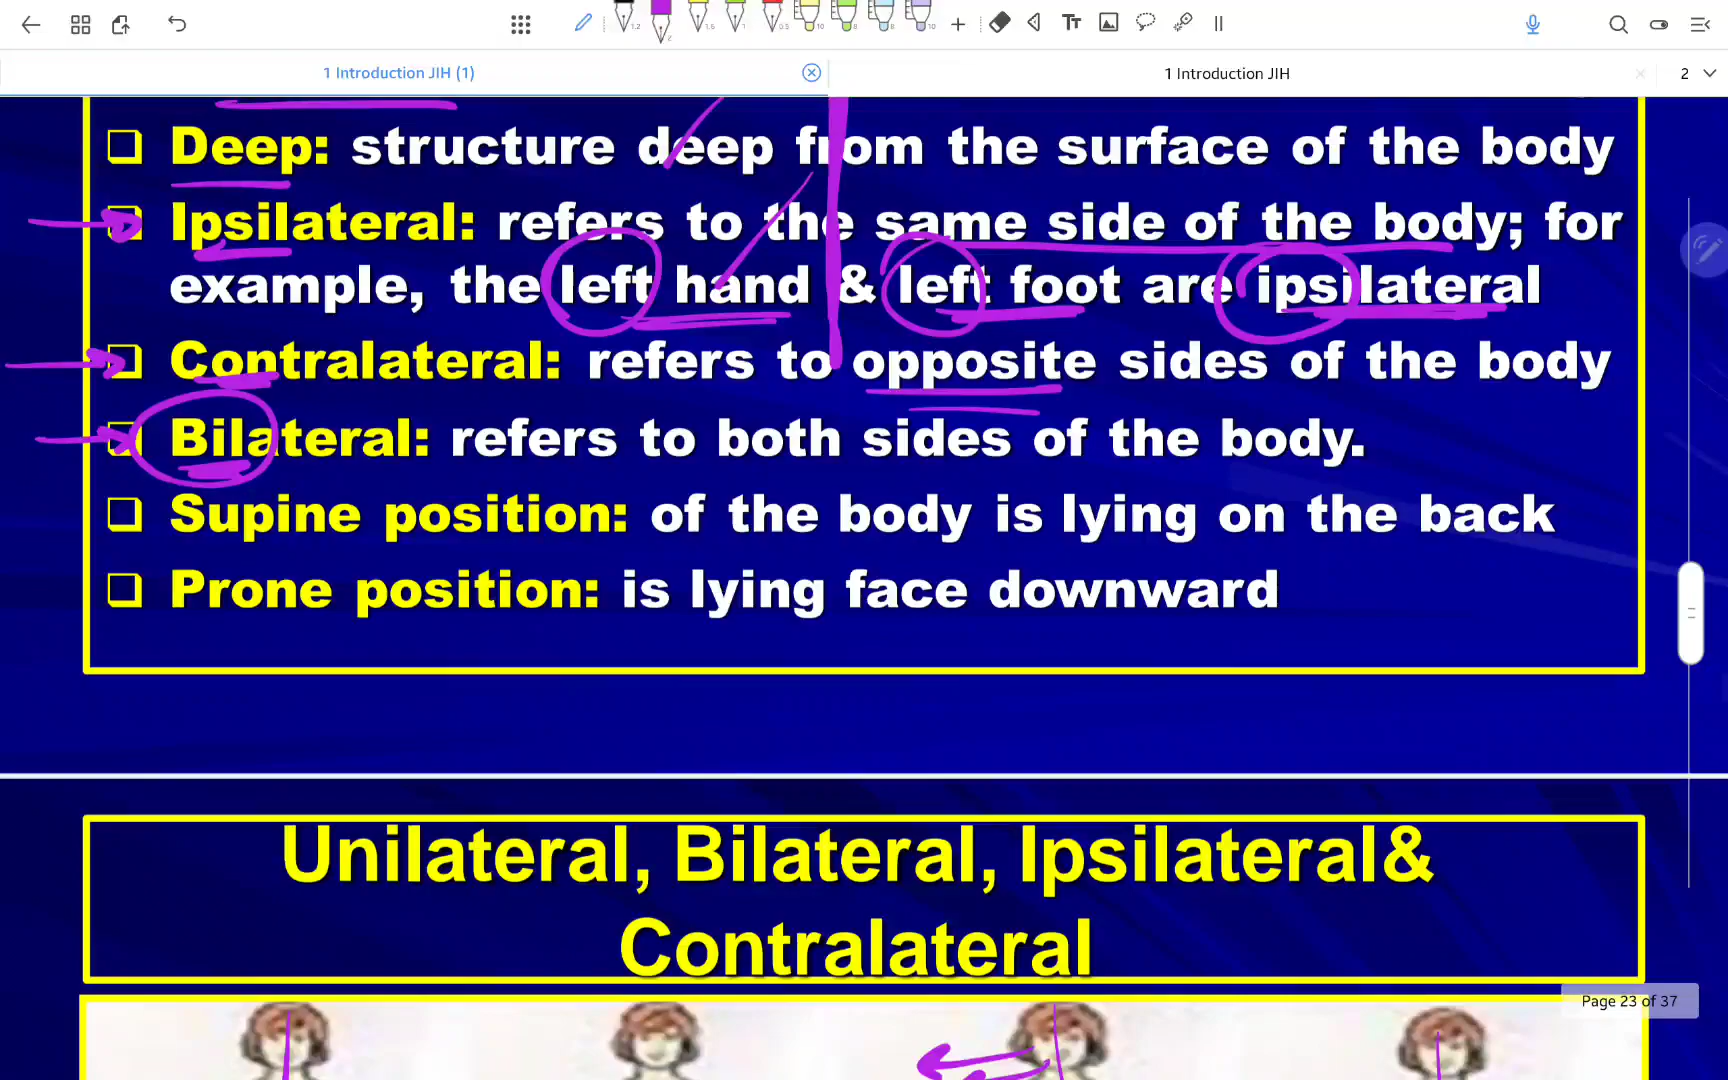 1 Introduction JIH (1)
1 Introduction JIH
2
Deep: structure deep from the surface of the body
Ipsilateral: refers to the same side of the body; for
example, the left hand & left foot are ipsilateral
Contralateral: refers to opposite sides of the body
Bilateral: refers to both sides of the body.
Supine position: of the body is lying on the back
Prone position: is lying face downward
Unilateral, Bilateral, Ipsilateral&
Contralateral
Page 23 of 37